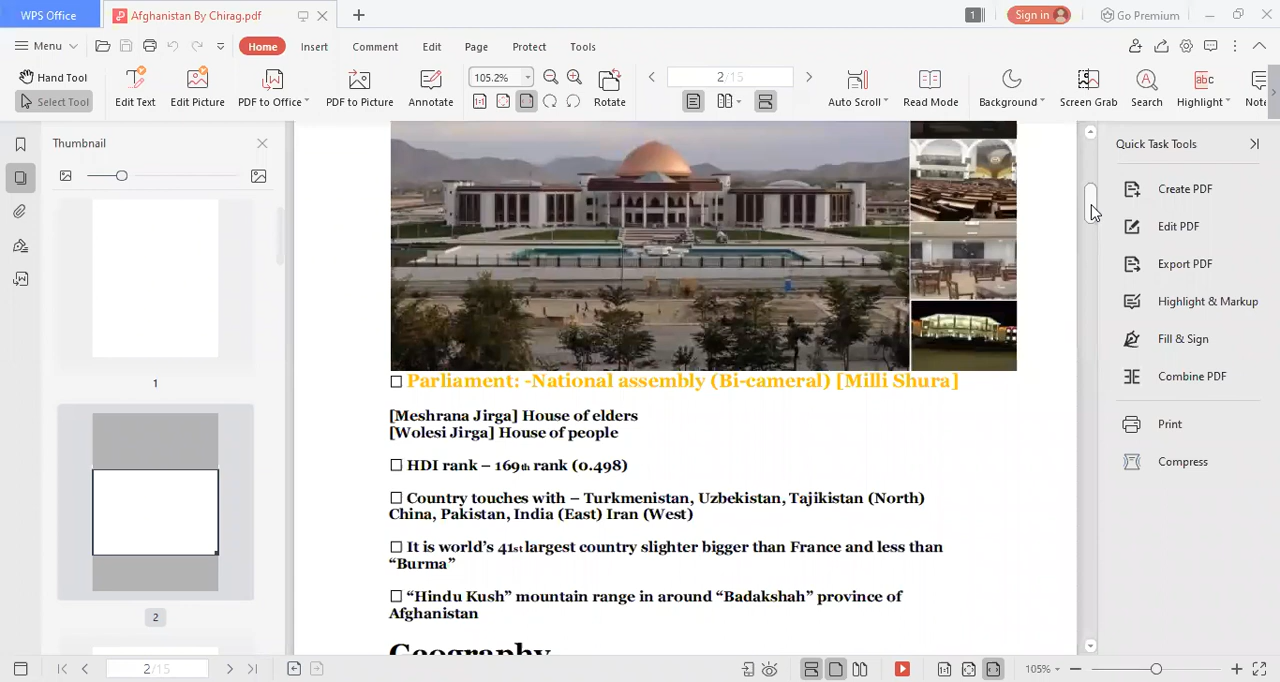 WPS Office
Afghanistan By Chirag.pdf
1
Sign in
Go Premium
Menu
Home
Insert
Comment
Edit
Page
Protect
Tools
Hand Tool
Select Tool
Edit Text
Edit Picture
PDF to Office
PDF to Picture
Annotate
105.2%
Rotate
2/15
Auto Scroll
Read Mode
Background
Screen Grab
Search
Highlight
Note
Thumbnail
1
2
☐ Parliament: -National assembly (Bi-cameral) [Milli Shura]
[Meshrana Jirga] House of elders
[Wolesi Jirga] House of people
☐ HDI rank – 169th rank (0.498)
☐ Country touches with – Turkmenistan, Uzbekistan, Tajikistan (North)
China, Pakistan, India (East) Iran (West)
☐ It is world’s 41st largest country slighter bigger than France and less than
“Burma”
☐ “Hindu Kush” mountain range in around “Badakshah” province of
Afghanistan
Geography
Quick Task Tools
Create PDF
Edit PDF
Export PDF
Highlight & Markup
Fill & Sign
Combine PDF
Print
Compress
2/15
105%